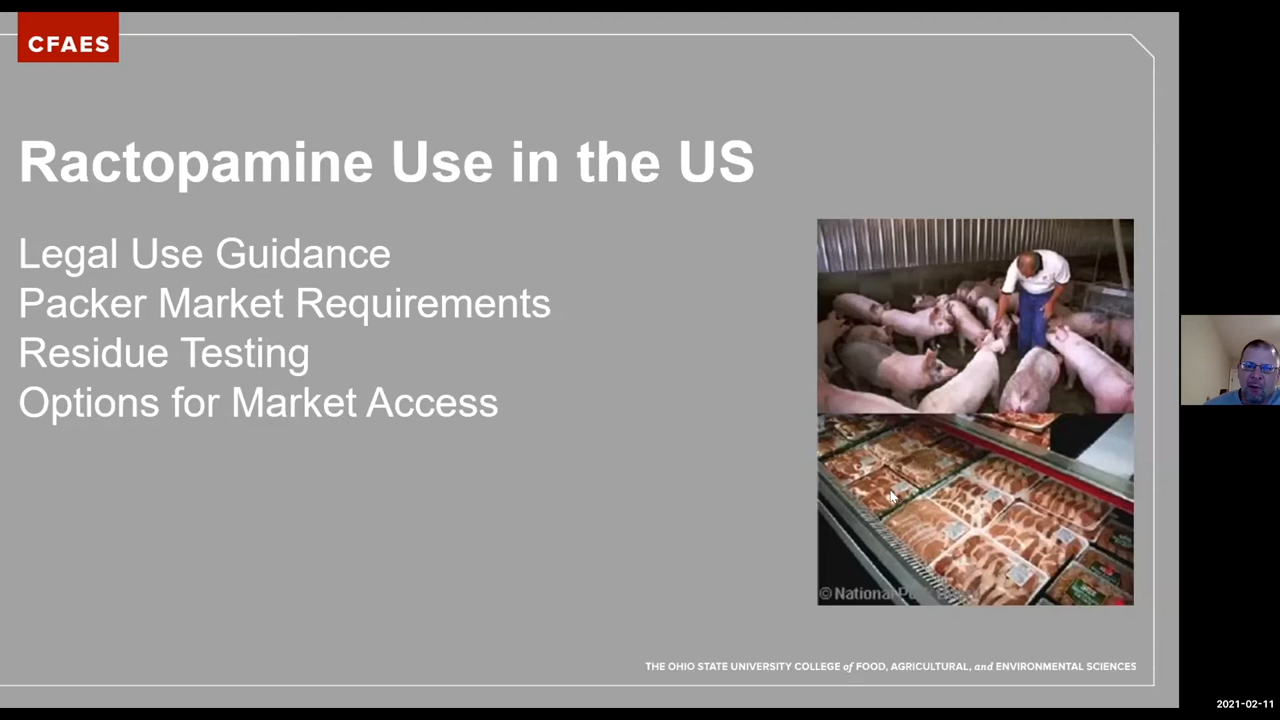 CFAES
Ractopamine Use in the US
Legal Use Guidance
Packer Market Requirements
Residue Testing
Options for Market Access
© National
THE OHIO STATE UNIVERSITY COLLEGE of FOOD, AGRICULTURAL, and ENVIRONMENTAL SCIENCES
2021-02-11